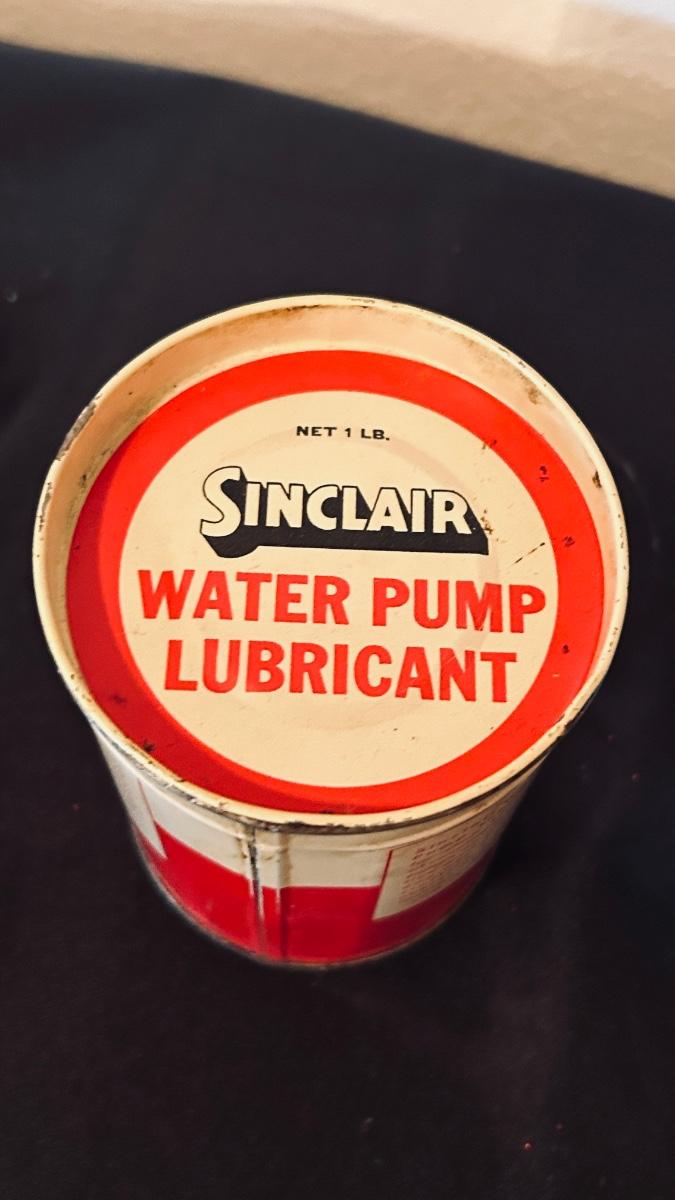 NET 1 LB.
SINCLAIR
WATER PUMP
LUBRICANT